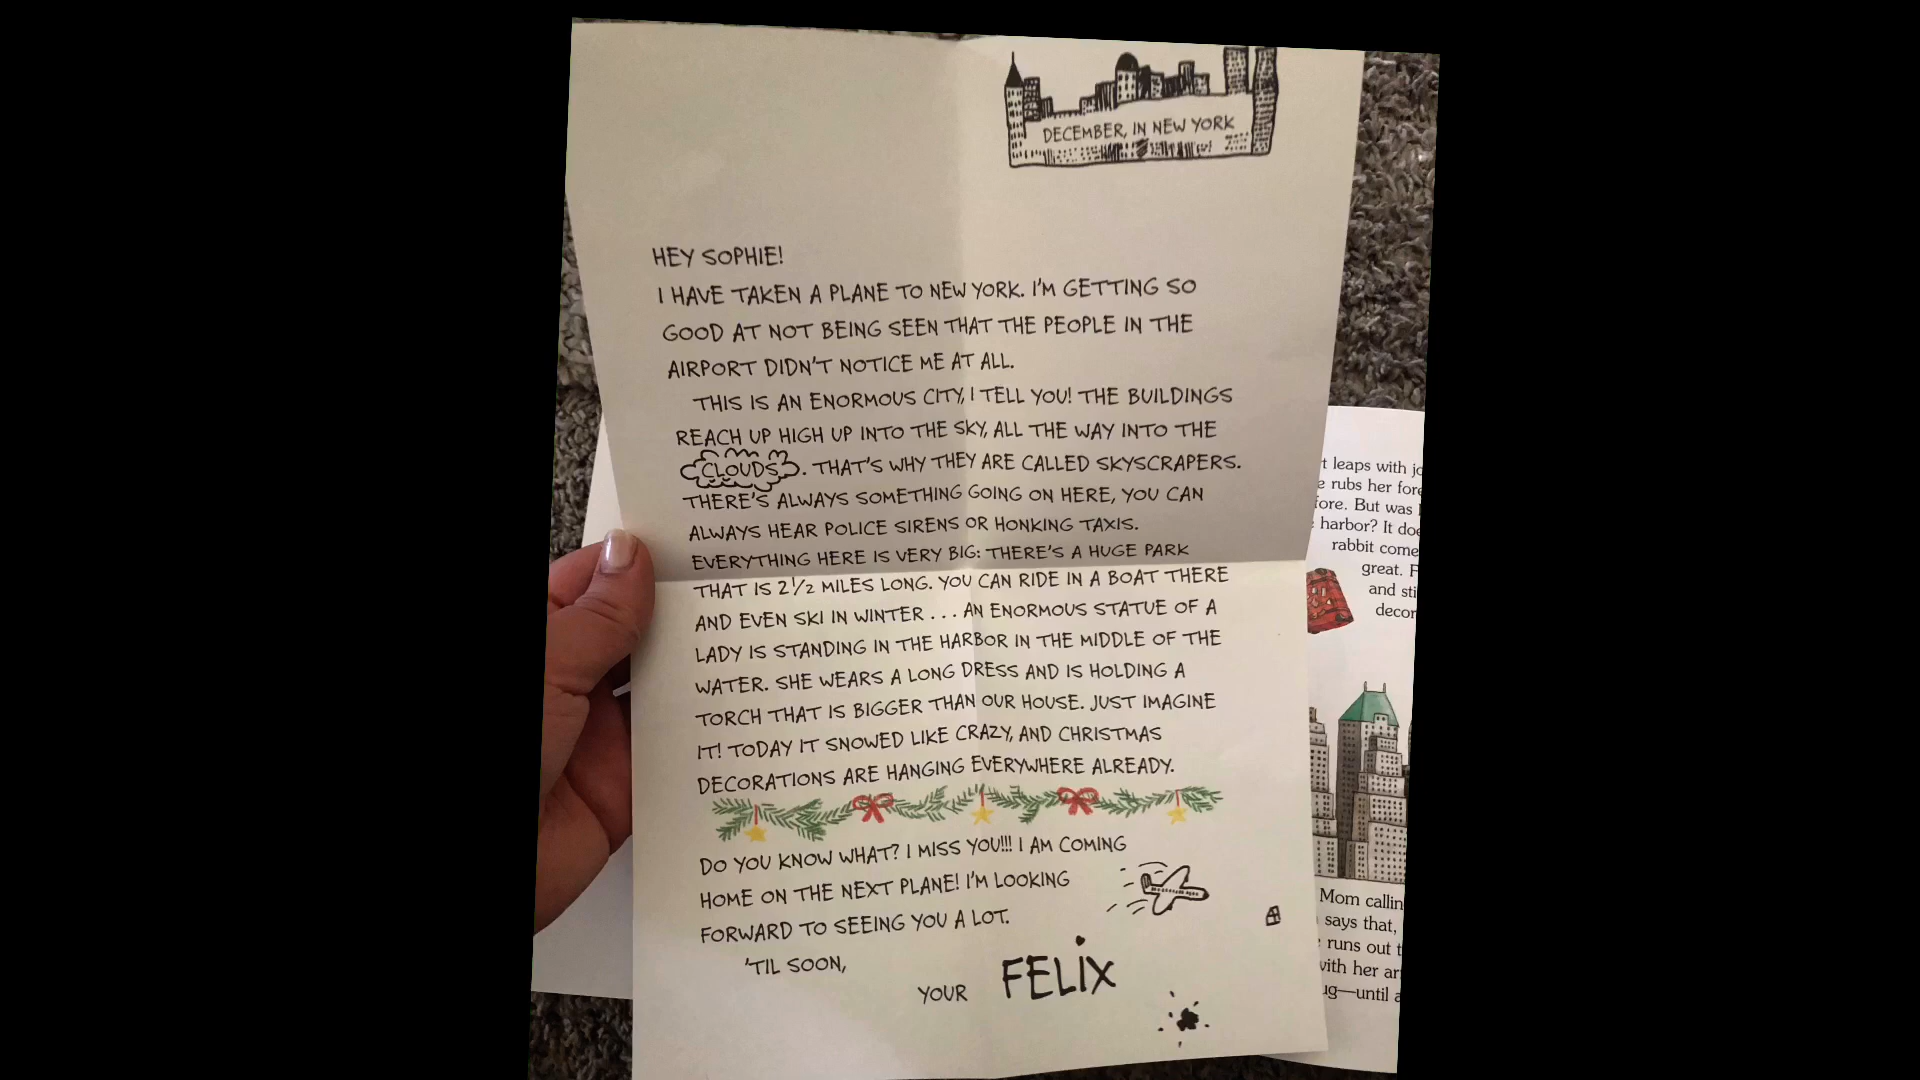 DECEMBER, IN NEW YORK
HEY SOPHIE!
I HAVE TAKEN A PLANE TO NEW YORK. I'M GETTING SO
GOOD AT NOT BEING SEEN THAT THE PEOPLE IN THE
AIRPORT DIDN'T NOTICE ME AT ALL.
THIS IS AN ENORMOUS CITY, I TELL YOU! THE BUILDINGS
REACH UP HIGH UP INTO THE SKY, ALL THE WAY INTO THE
CLOUDS. THAT'S WHY THEY ARE CALLED SKYSCRAPERS.
THERE'S ALWAYS SOMETHING GOING ON HERE, YOU CAN
ALWAYS HEAR POLICE SIRENS OR HONKING TAXIS.
EVERYTHING HERE IS VERY BIG: THERE'S A HUGE PARK
THAT IS 2 1/2 MILES LONG. YOU CAN RIDE IN A BOAT THERE
AND EVEN SKI IN WINTER . . . AN ENORMOUS STATUE OF A
LADY IS STANDING IN THE HARBOR IN THE MIDDLE OF THE
WATER. SHE WEARS A LONG DRESS AND IS HOLDING A
TORCH THAT IS BIGGER THAN OUR HOUSE. JUST IMAGINE
IT! TODAY IT SNOWED LIKE CRAZY, AND CHRISTMAS
DECORATIONS ARE HANGING EVERYWHERE ALREADY.
DO YOU KNOW WHAT? I MISS YOU!!! I AM COMING
HOME ON THE NEXT PLANE! I'M LOOKING
FORWARD TO SEEING YOU A LOT.
'TIL SOON,
YOUR FELIX
leaps with
rubs her
But was
harbor? It
rabbit
great.
and
Mom
says that,
runs out
with her
until